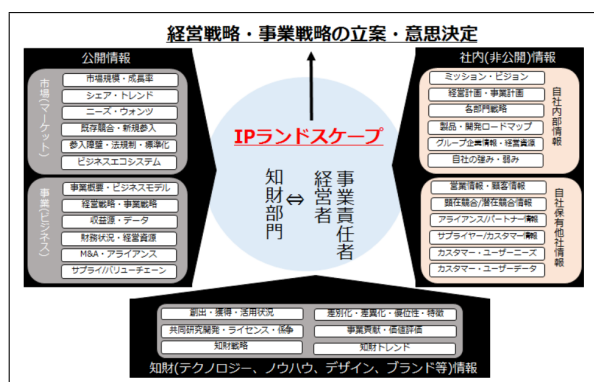 経営戦略・事業戦略の立案・意思決定
公開情報
市場(マーケット)
市場規模・成長率
シェア・トレンド
ニーズ・ウォンツ
既存競合・新規参入
参入障壁・法規制・標準化
ビジネスエコシステム
事業(ビジネス)
事業概要・ビジネスモデル
経営戦略・事業戦略
収益源・データ
財務状況・経営資源
M&A・アライアンス
サプライ/バリューチェーン
IPランドスケープ
知財部門
⇔
事業責任者
経営者
社内(非公開)情報
ミッション・ビジョン
経営計画・事業計画
各部門戦略
製品・開発ロードマップ
グループ企業情報・経営資源
自社の強み・弱み
自社内部情報
営業情報・顧客情報
顕在競合/潜在競合情報
アライアンス/パートナー情報
サプライヤー/カスタマー情報
カスタマー・ユーザーニーズ
カスタマー・ユーザーデータ
自社保有他社情報
創出・獲得・活用状況
差別化・差異化・優位性・特徴
共同研究開発・ライセンス・係争
事業貢献・価値評価
知財戦略
知財トレンド
知財(テクノロジー、ノウハウ、デザイン、ブランド等)情報